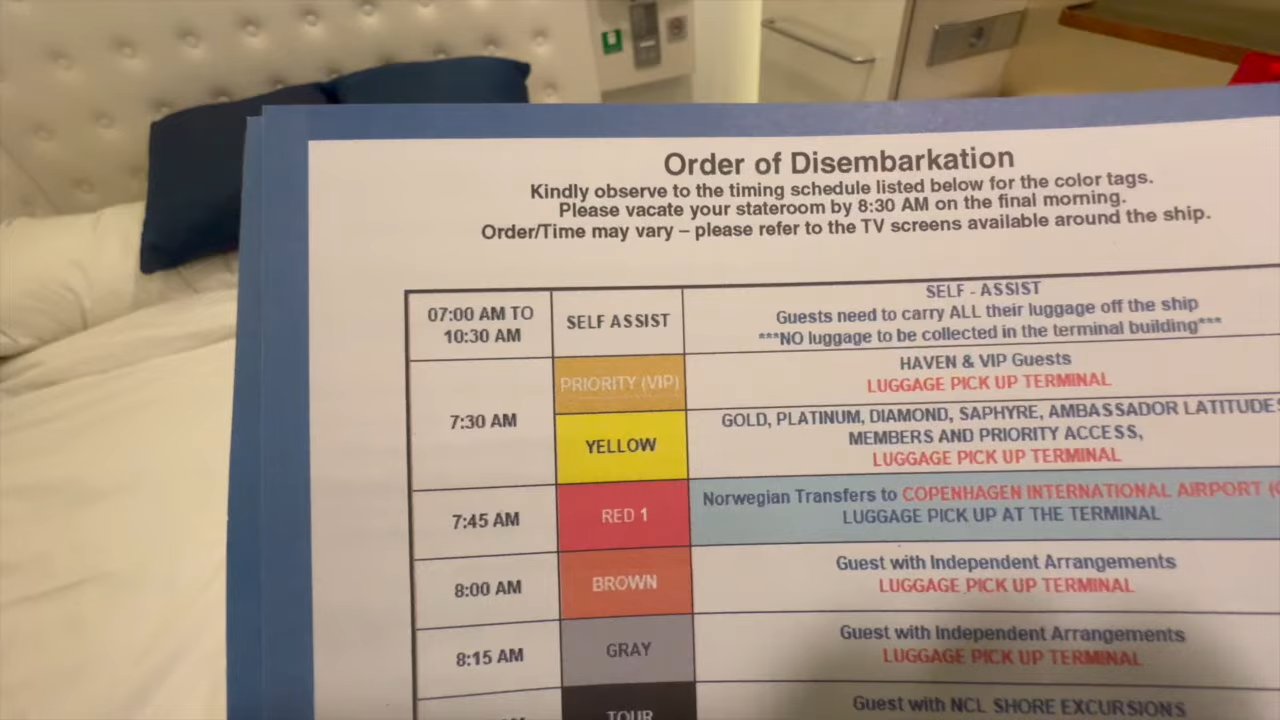 Order of Disembarkation
Kindly observe to the timing schedule listed below for the color tags.
Please vacate your stateroom by 8:30 AM on the final morning.
Order/Time may vary – please refer to the TV screens available around the ship.
07:00 AM TO
10:30 AM
SELF ASSIST
SELF - ASSIST
Guests need to carry ALL their luggage off the ship
***NO luggage to be collected in the terminal building***
7:30 AM
PRIORITY (VIP)
HAVEN & VIP Guests
LUGGAGE PICK UP TERMINAL
YELLOW
GOLD, PLATINUM, DIAMOND, SAPHYRE, AMBASSADOR LATITUDES
MEMBERS AND PRIORITY ACCESS,
LUGGAGE PICK UP TERMINAL
7:45 AM
RED 1
Norwegian Transfers to COPENHAGEN INTERNATIONAL AIRPORT (
LUGGAGE PICK UP AT THE TERMINAL
8:00 AM
BROWN
Guest with Independent Arrangements
LUGGAGE PICK UP TERMINAL
8:15 AM
GRAY
Guest with Independent Arrangements
LUGGAGE PICK UP TERMINAL
TOUR
Guest with NCL SHORE EXCURSIONS